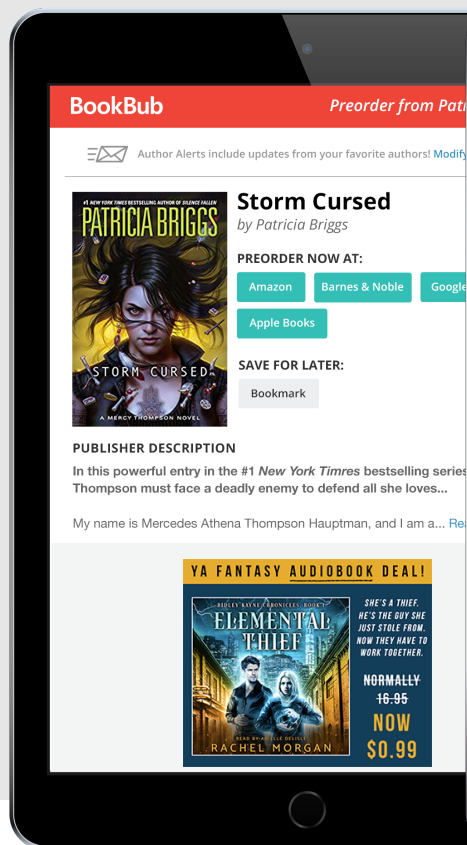 BookBub
Preorder from Patr
Author Alerts include updates from your favorite authors! Modify
#1 NEW YORK TIMES BESTSELLING AUTHOR OF SILENCE FALLEN
PATRICIA BRIGGS
STORM CURSED
A MERCY THOMPSON NOVEL
Storm Cursed
by Patricia Briggs
PREORDER NOW AT:
Amazon
Barnes & Noble
Google
Apple Books
SAVE FOR LATER:
Bookmark
PUBLISHER DESCRIPTION
In this powerful entry in the #1 New York Timres bestselling series
Thompson must face a deadly enemy to defend all she loves...
My name is Mercedes Athena Thompson Hauptman, and I am a... Rea
YA FANTASY AUDIOBOOK DEAL!
RIDLEY KAYNE CHRONICLES · BOOK 1
ELEMENTAL
THIEF
READ BY ARIELLE DELISLE
RACHEL MORGAN
SHE'S A THIEF.
HE'S THE GUY SHE
JUST STOLE FROM.
NOW THEY HAVE TO
WORK TOGETHER.
NORMALLY
16.95
NOW
$0.99